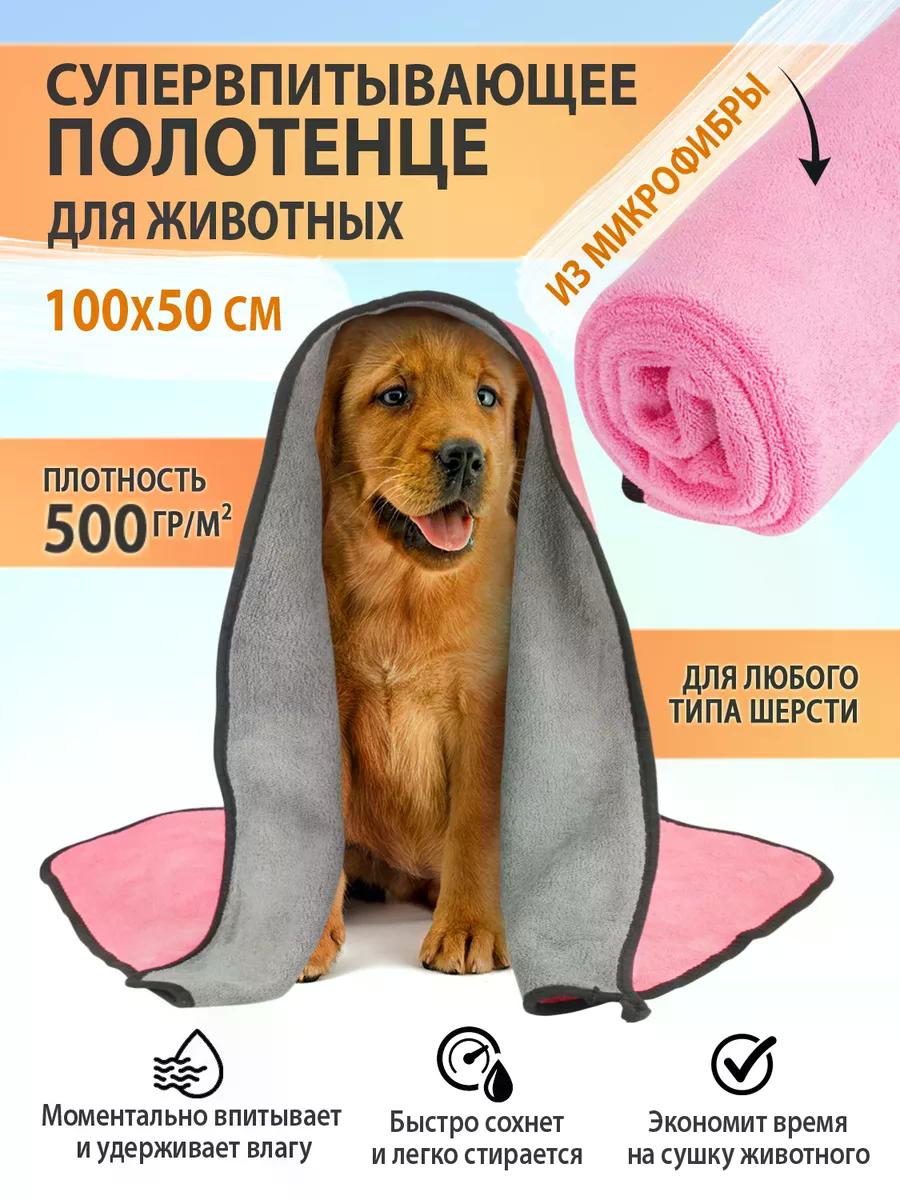 СУПЕРВПИТЫВАЮЩЕЕ
ПОЛОТЕНЦЕ
ДЛЯ ЖИВОТНЫХ
ИЗ МИКРОФИБРЫ
100х50 СМ
ПЛОТНОСТЬ
500 ГР/М²
ДЛЯ ЛЮБОГО
ТИПА ШЕРСТИ
Моментально впитывает
и удерживает влагу
Быстро сохнет
и легко стирается
Экономит время
на сушку животного